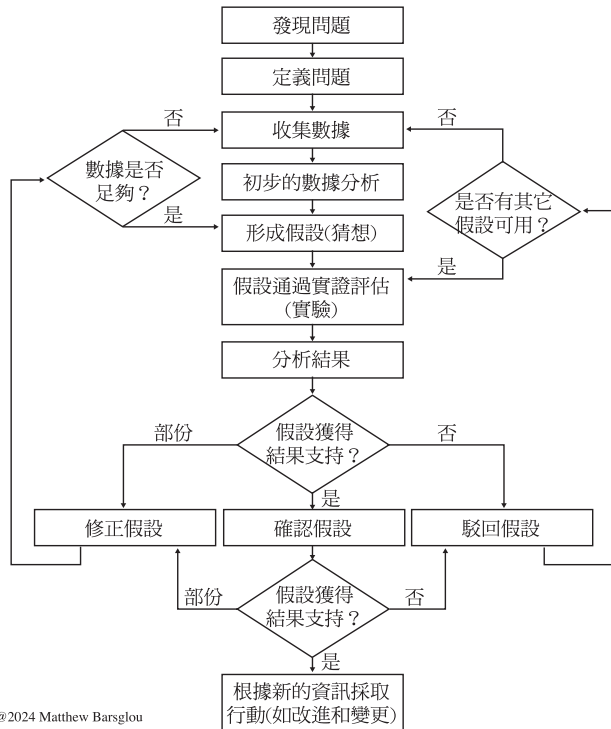 發現問題
定義問題
否
收集數據
否
數據是否
足夠？
初步的數據分析
是否有其它
假設可用？
是
形成假設(猜想)
是
假設通過實證評估
(實驗)
分析結果
部份
假設獲得
結果支持？
否
是
修正假設
確認假設
駁回假設
部份
假設獲得
結果支持？
否
是
根據新的資訊採取
行動(如改進和變更)
@2024 Matthew Barsglou